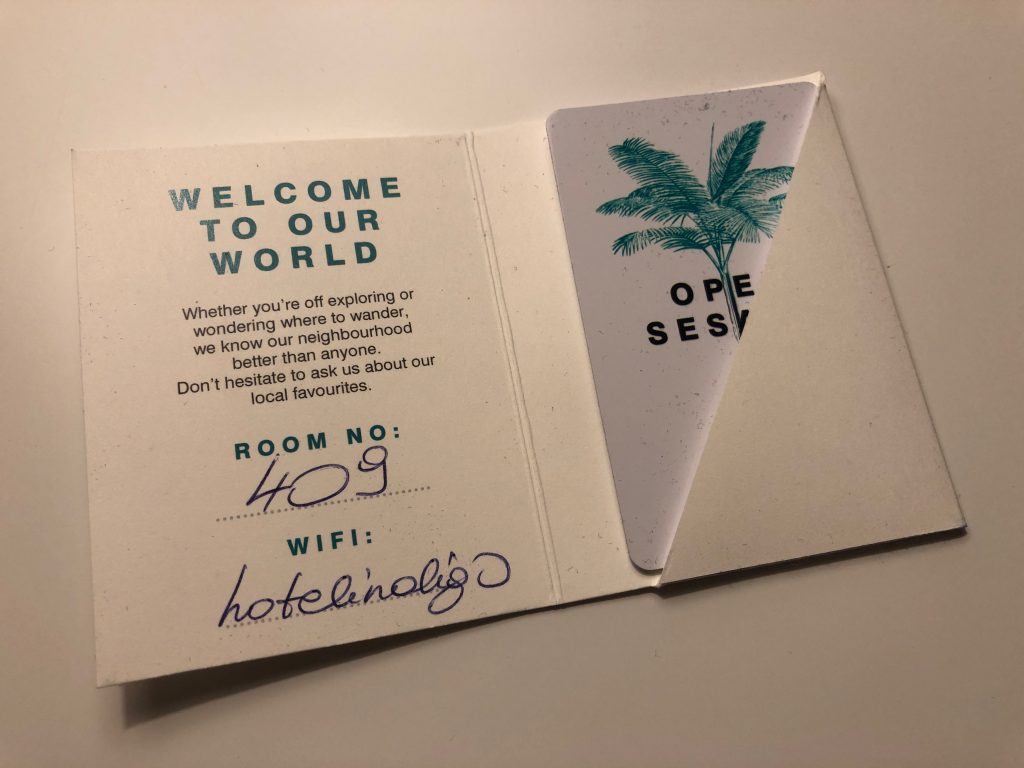 WELCOME
TO OUR
WORLD
Whether you're off exploring or
wondering where to wander,
we know our neighbourhood
better than anyone.
Don't hesitate to ask us about our
local favourites.
ROOM NO:
409
WIFI:
hotelindigo
OPE
SES